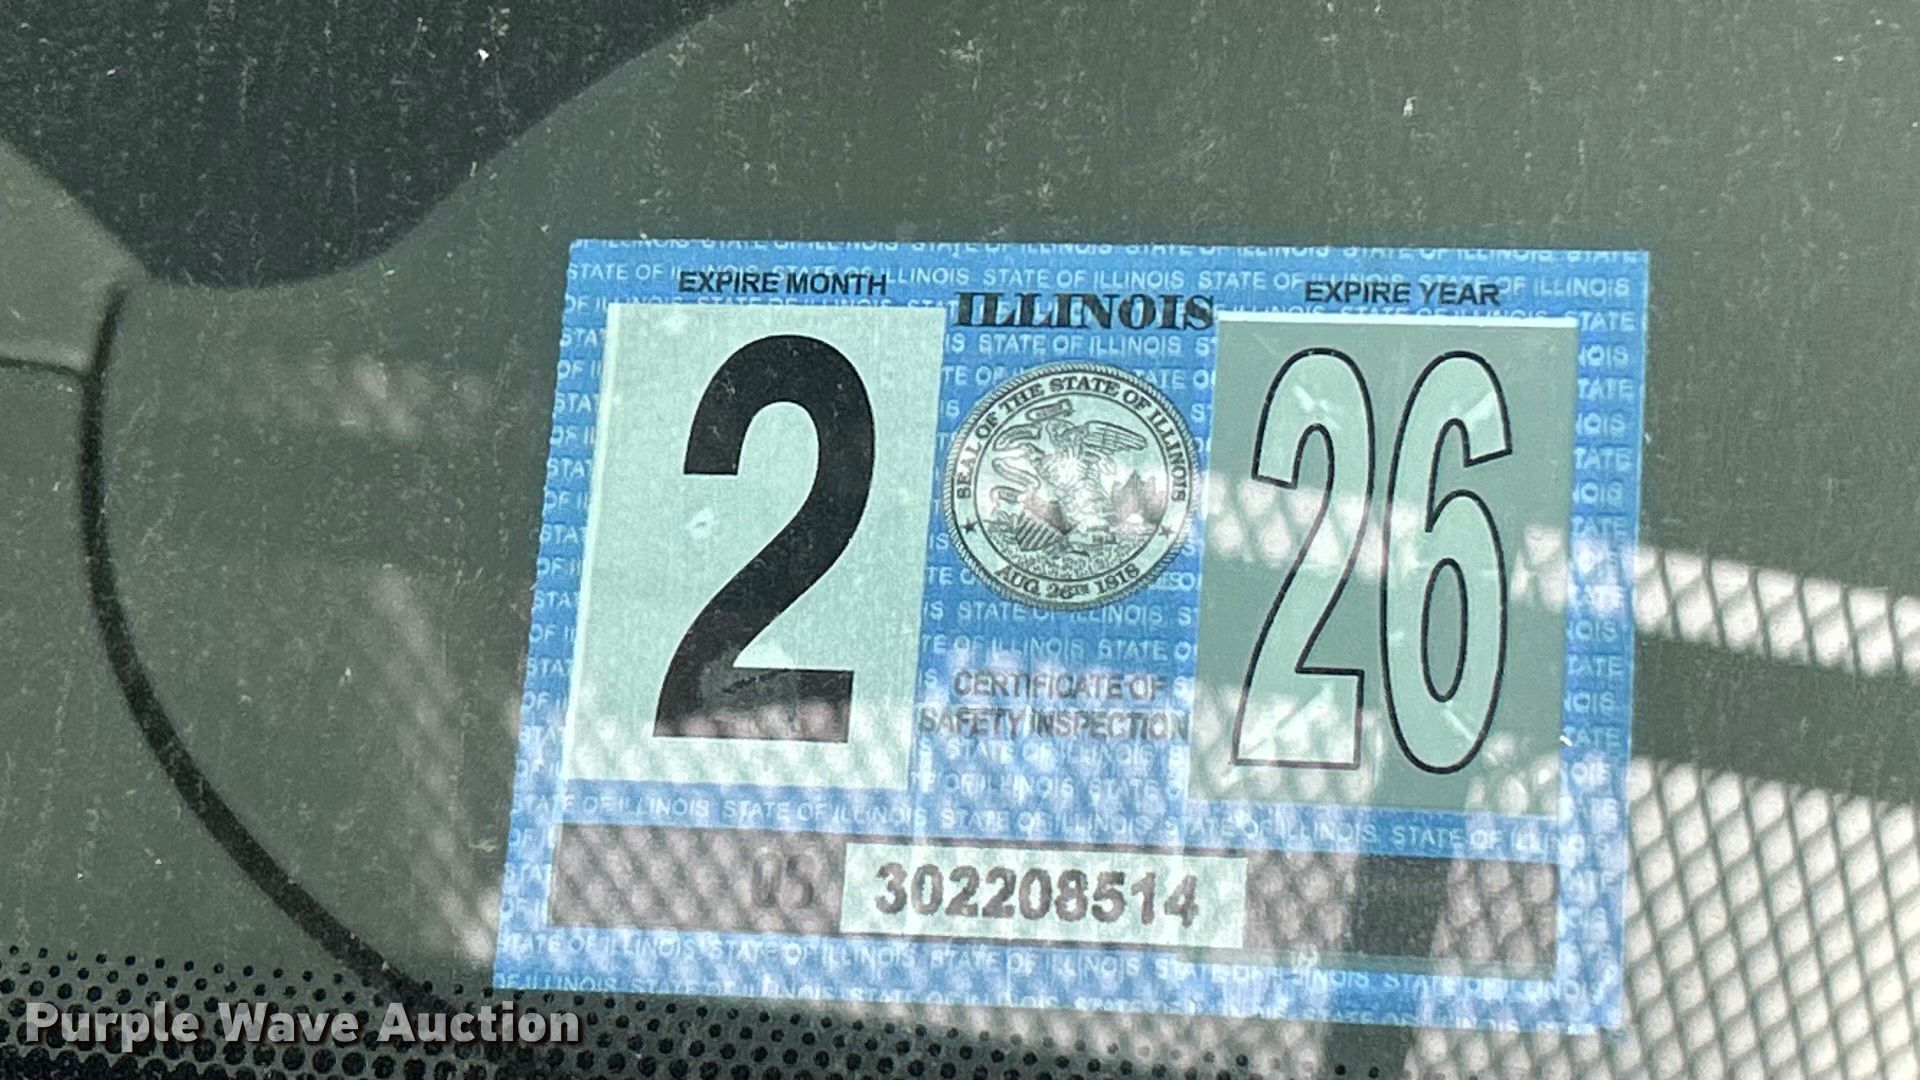 EXPIRE MONTH
ILLINOIS
EXPIRE YEAR
2
26
SEAL OF THE STATE OF ILLINOIS
AUG. 26TH 1818
CERTIFICATE OF
SAFETY INSPECTION
302208514
Purple Wave Auction